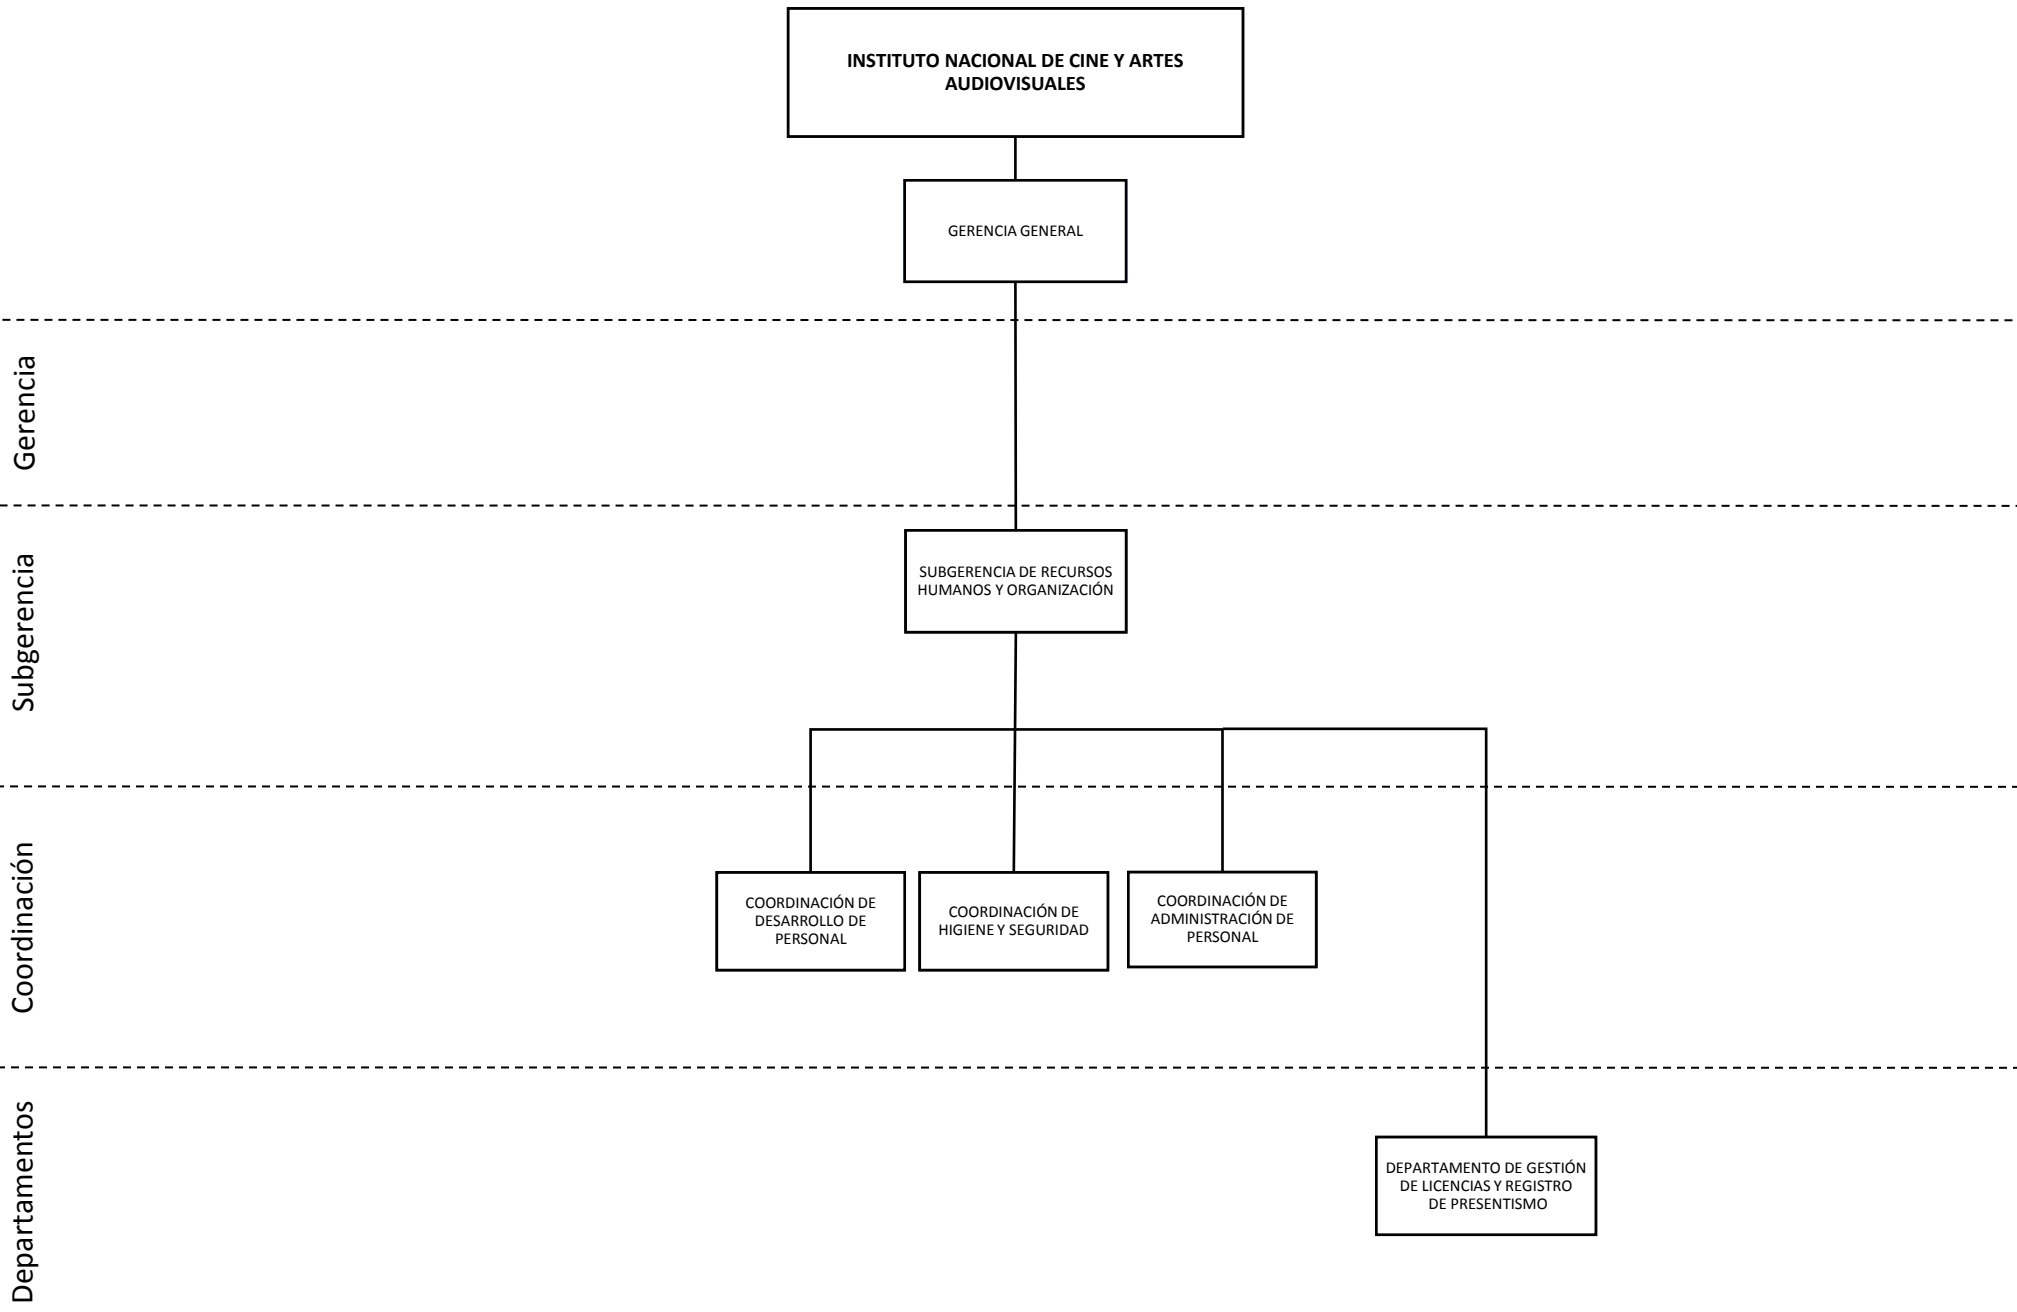 INSTITUTO NACIONAL DE CINE Y ARTES
AUDIOVISUALES
GERENCIA GENERAL
Gerencia
Subgerencia
SUBGERENCIA DE RECURSOS
HUMANOS Y ORGANIZACIÓN
Coordinación
COORDINACIÓN DE
DESARROLLO DE
PERSONAL
COORDINACIÓN DE
HIGIENE Y SEGURIDAD
COORDINACIÓN DE
ADMINISTRACIÓN DE
PERSONAL
Departamentos
DEPARTAMENTO DE GESTIÓN
DE LICENCIAS Y REGISTRO
DE PRESENTISMO